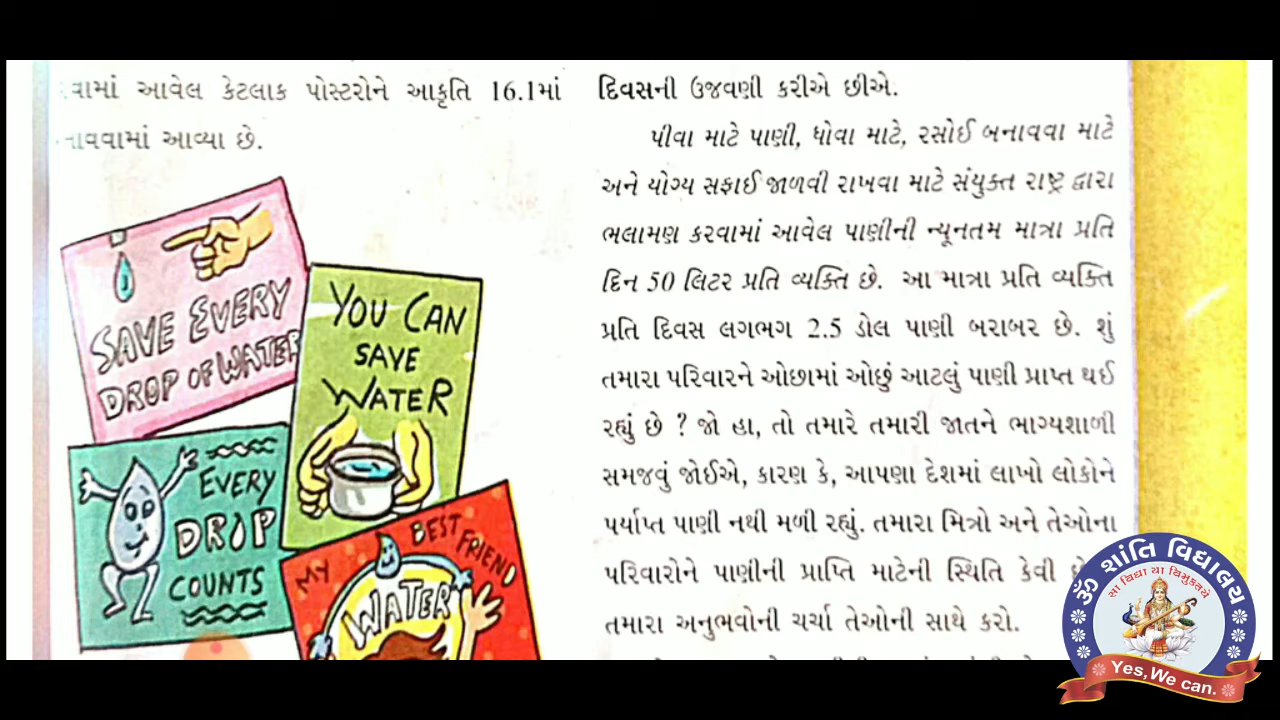 આવેલ કેટલાક પોસ્ટરોને આકૃતિ 16.1માં
આવ્યા છે.
SAVE EVERY
DROP OF WATER
YOU CAN
SAVE
WATER
EVERY
DROP
COUNTS
MY BEST FRIEND
WATER
દિવસની ઉજવણી કરીએ છીએ.
પીવા માટે પાણી, ધોવા માટે, રસોઈ બનાવવા માટે
અને યોગ્ય સફાઈ જાળવી રાખવા માટે સંયુક્ત રાષ્ટ્ર દ્વારા
ભલામણ કરવામાં આવેલ પાણીની ન્યૂનતમ માત્રા પ્રતિ
દિન 50 લિટર પ્રતિ વ્યક્તિ છે. આ માત્રા પ્રતિ વ્યક્તિ
પ્રતિ દિવસ લગભગ 2.5 ડોલ પાણી બરાબર છે. શું
તમારા પરિવારને ઓછામાં ઓછું આટલું પાણી પ્રાપ્ત થઈ
રહ્યું છે ? જો હા, તો તમારે તમારી જાતને ભાગ્યશાળી
સમજવું જોઈએ, કારણ કે, આપણા દેશમાં લાખો લોકોને
પર્યાપ્ત પાણી નથી મળી રહ્યું. તમારા મિત્રો અને તેઓના
પરિવારોને પાણીની પ્રાપ્તિ માટેની સ્થિતિ કેવી
તમારા અનુભવોની ચર્ચા તેઓની સાથે કરો.
ૐ શાંતિ વિદ્યાલય
સા વિદ્યા યા વિમુક્તયે
Yes, We can.